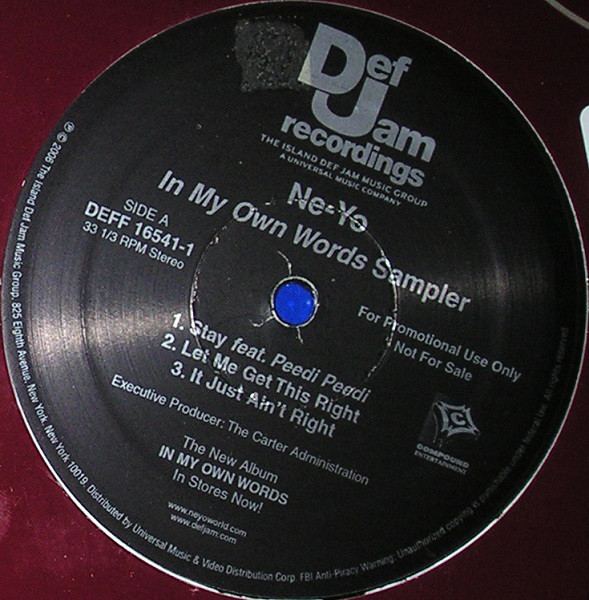 Def
Jam
recordings
THE ISLAND DEF JAM MUSIC GROUP
A UNIVERSAL MUSIC COMPANY
Ne-Yo
In My Own Words Sampler
SIDE A
DEFF 16541-1
33 1/3 RPM Stereo
For Promotional Use Only
Not For Sale
1. Stay feat. Peedi Peedi
2. Let Me Get This Right
3. It Just Ain't Right
Executive Producer: The Carter Administration
The New Album
IN MY OWN WORDS
In Stores Now!
www.neyoworld.com
www.defjam.com
C
COMPOUND
ENTERTAINMENT
℗ © 2006 The Island Def Jam Music Group, 825 Eighth Avenue, New York, New York 10019. Distributed by Universal Music & Video Distribution Corp. FBI Anti-Piracy Warning: Unauthorized copying is punishable under federal law. All rights reserved.